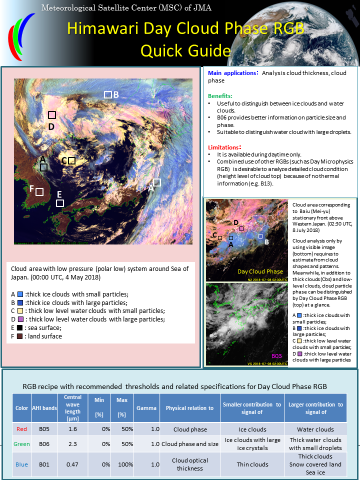 Meteorological Satellite Center (MSC) of JMA
Himawari Day Cloud Phase RGB
Quick Guide
B
D
A
C
F
E
Cloud area with low pressure (polar low) system around Sea of
Japan. (00:00 UTC, 4 May 2018)
A :thick ice clouds with small particles;
B :thick ice clouds with large particles;
C : thick low level water clouds with small particles;
D : thick low level water clouds with large particles;
E : sea surface;
F : land surface
Main applications: Analysis cloud thickness, cloud
phase
Benefits:
• Useful to distinguish between ice clouds and water
clouds.
• B06 provides better information on particle size and
phase.
• Suitable to distinguish water cloud with large droplets.
Limitations:
• It is available during daytime only.
• Combined use of other RGBs (such as Day Microphysics
RGB) is desirable to analyze detailed cloud condition
(height level of cloud top) because of no thermal
information (e.g. B13).
D
C
Day Cloud Phase
B03
Cloud area corresponding
to Baiu (Mei-yu)
stationary front above
Western Japan. (02:30 UTC,
6 July 2018)
Cloud analysis only by
using visible image
(bottom) requires to
estimate from cloud
shapes and patterns.
Meanwhile, in addition to
thick clouds (Cbs) and low-
level clouds, cloud particle
phase can be distinguished
by Day Cloud Phase RGB
(top) at a glance.
A :thick ice clouds with
small particles;
B :thick ice clouds with
large particles;
C : thick low level water
clouds with small particles;
D : thick low level water
clouds with large particles
RGB recipe with recommended thresholds and related specifications for Day Cloud Phase RGB
Color AHI bands Central wave length (µm) Min (%) Max (%) Gamma Physical relation to Smaller contribution to signal of Larger contribution to signal of
Red B05 1.6 0% 50% 1.0 Cloud phase Ice clouds Water clouds
Green B06 2.3 0% 50% 1.0 Cloud phase and size Ice clouds with large ice crystals Thick water clouds with small droplets
Blue B01 0.47 0% 100% 1.0 Cloud optical thickness Thin clouds Thick clouds Snow covered land Sea ice